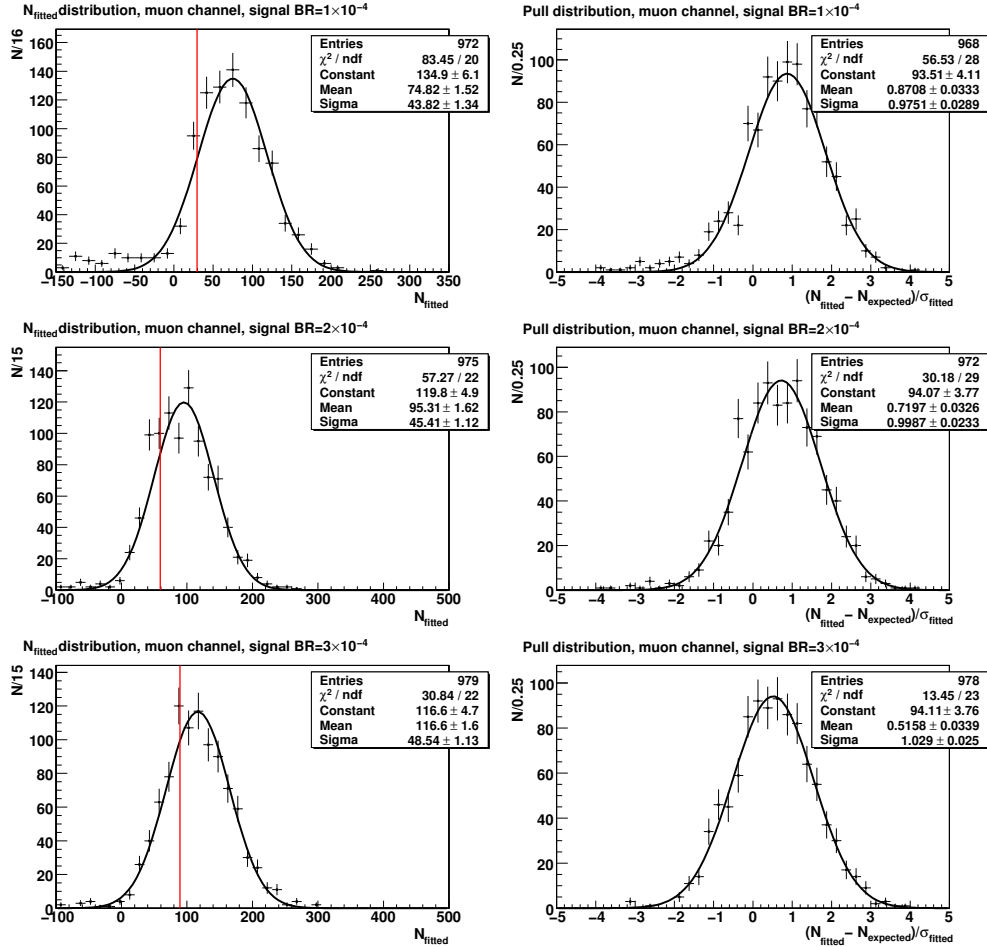 N_fitted distribution, muon channel, signal BR=1×10⁻⁴
N/16
160
140
120
100
80
60
40
20
0
Entries 972
χ² / ndf 83.45 / 20
Constant 134.9 ± 6.1
Mean 74.82 ± 1.52
Sigma 43.82 ± 1.34
−150 −100 −50 0 50 100 150 200 250 300 350
N_fitted
Pull distribution, muon channel, signal BR=1×10⁻⁴
N/0.25
120
100
80
60
40
20
0
Entries 968
χ² / ndf 56.53 / 28
Constant 93.51 ± 4.11
Mean 0.8708 ± 0.0333
Sigma 0.9751 ± 0.0289
−5 −4 −3 −2 −1 0 1 2 3 4 5
(N_fitted − N_expected)/σ_fitted
N_fitted distribution, muon channel, signal BR=2×10⁻⁴
N/15
140
120
100
80
60
40
20
0
Entries 975
χ² / ndf 57.27 / 22
Constant 119.8 ± 4.9
Mean 95.31 ± 1.62
Sigma 45.41 ± 1.12
−100 0 100 200 300 400 500
N_fitted
Pull distribution, muon channel, signal BR=2×10⁻⁴
N/0.25
100
80
60
40
20
0
Entries 972
χ² / ndf 30.18 / 29
Constant 94.07 ± 3.77
Mean 0.7197 ± 0.0326
Sigma 0.9987 ± 0.0233
−5 −4 −3 −2 −1 0 1 2 3 4 5
(N_fitted − N_expected)/σ_fitted
N_fitted distribution, muon channel, signal BR=3×10⁻⁴
N/15
140
120
100
80
60
40
20
0
Entries 979
χ² / ndf 30.84 / 22
Constant 116.6 ± 4.7
Mean 116.6 ± 1.6
Sigma 48.54 ± 1.13
−100 0 100 200 300 400 500
N_fitted
Pull distribution, muon channel, signal BR=3×10⁻⁴
N/0.25
100
80
60
40
20
0
Entries 978
χ² / ndf 13.45 / 23
Constant 94.11 ± 3.76
Mean 0.5158 ± 0.0339
Sigma 1.029 ± 0.025
−5 −4 −3 −2 −1 0 1 2 3 4 5
(N_fitted − N_expected)/σ_fitted